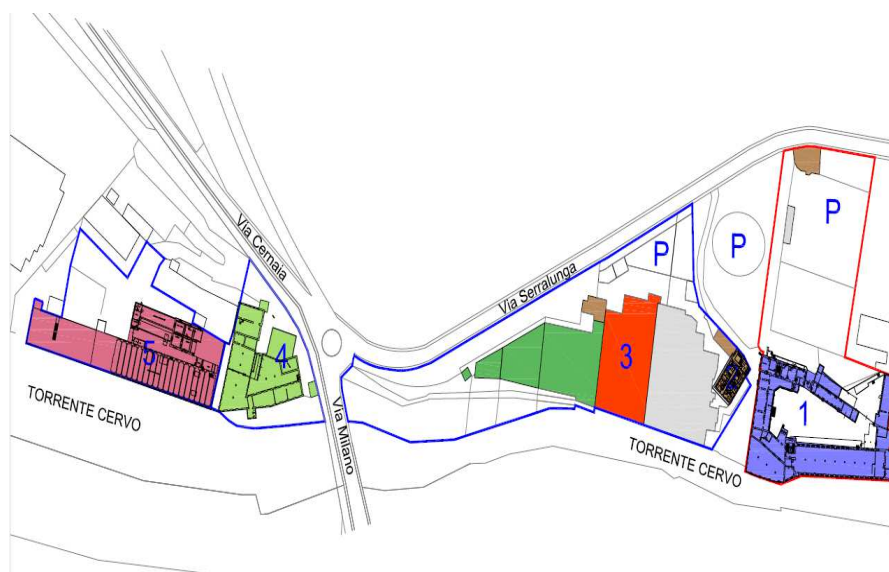 Via Cernaia
Via Serralunga
P
P
P
5
4
3
1
TORRENTE CERVO
Via Milano
TORRENTE CERVO